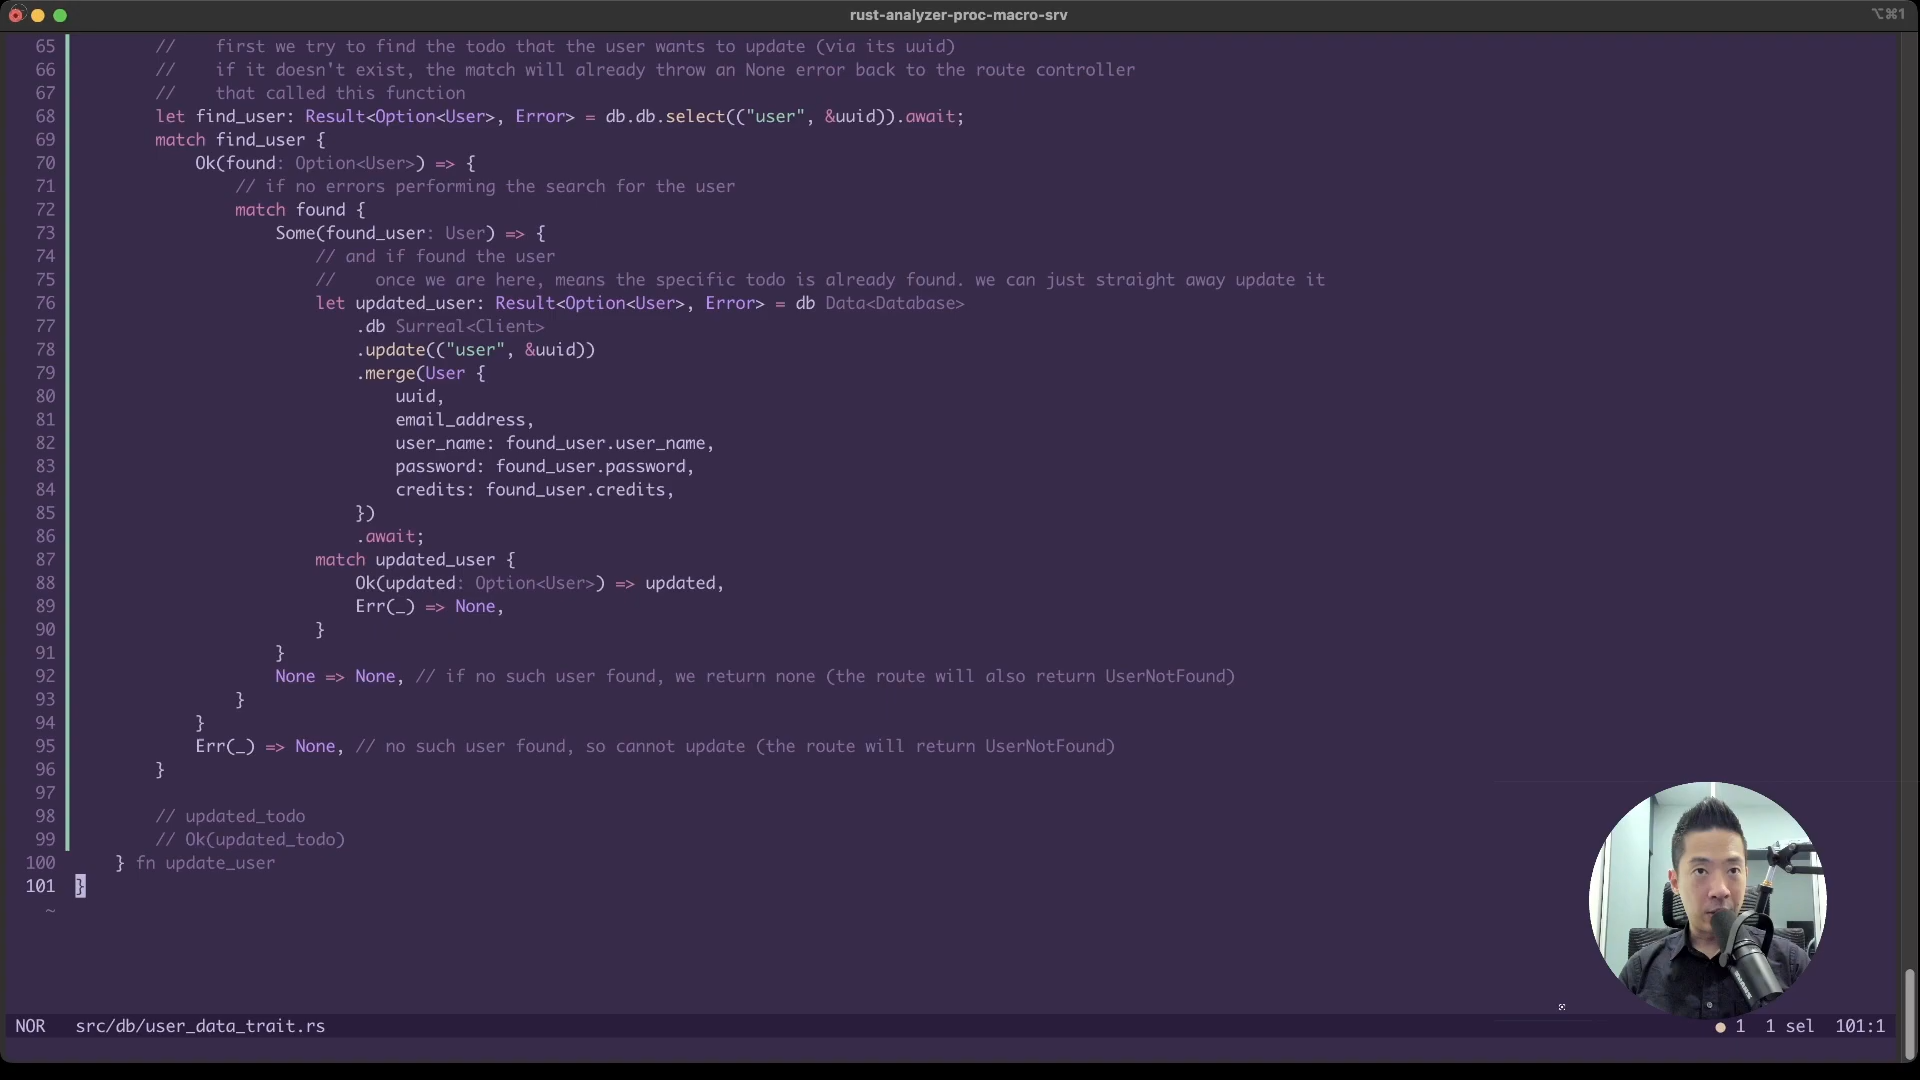 rust-analyzer-proc-macro-srv
⌥⌘1
65 //    first we try to find the todo that the user wants to update (via its uuid)
66 //    if it doesn't exist, the match will already throw an None error back to the route controller
67 //    that called this function
68 let find_user: Result<Option<User>, Error> = db.db.select(("user", &uuid)).await;
69 match find_user {
70     Ok(found: Option<User>) => {
71         // if no errors performing the search for the user
72         match found {
73             Some(found_user: User) => {
74                 // and if found the user
75                 //    once we are here, means the specific todo is already found. we can just straight away update it
76                 let updated_user: Result<Option<User>, Error> = db Data<Database>
77                     .db Surreal<Client>
78                     .update(("user", &uuid))
79                     .merge(User {
80                         uuid,
81                         email_address,
82                         user_name: found_user.user_name,
83                         password: found_user.password,
84                         credits: found_user.credits,
85                     })
86                     .await;
87                 match updated_user {
88                     Ok(updated: Option<User>) => updated,
89                     Err(_) => None,
90                 }
91             }
92             None => None, // if no such user found, we return none (the route will also return UserNotFound)
93         }
94     }
95     Err(_) => None, // no such user found, so cannot update (the route will return UserNotFound)
96 }
97
98 // updated_todo
99 // Ok(updated_todo)
100 } fn update_user
101 }
~
NOR src/db/user_data_trait.rs ● 1 1 sel 101:1